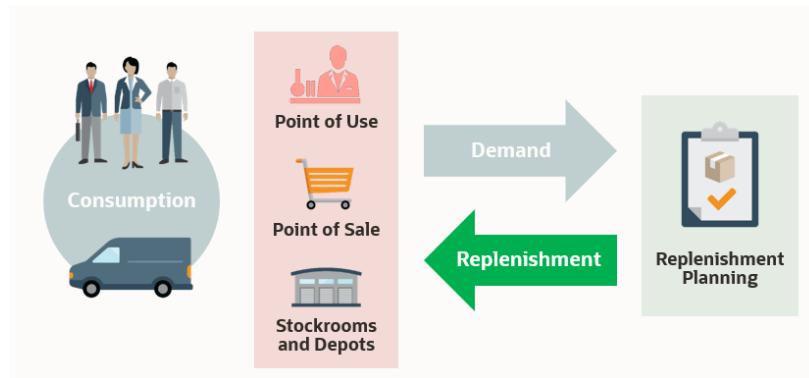 Consumption
Point of Use
Point of Sale
Stockrooms
and Depots
Demand
Replenishment
Replenishment
Planning